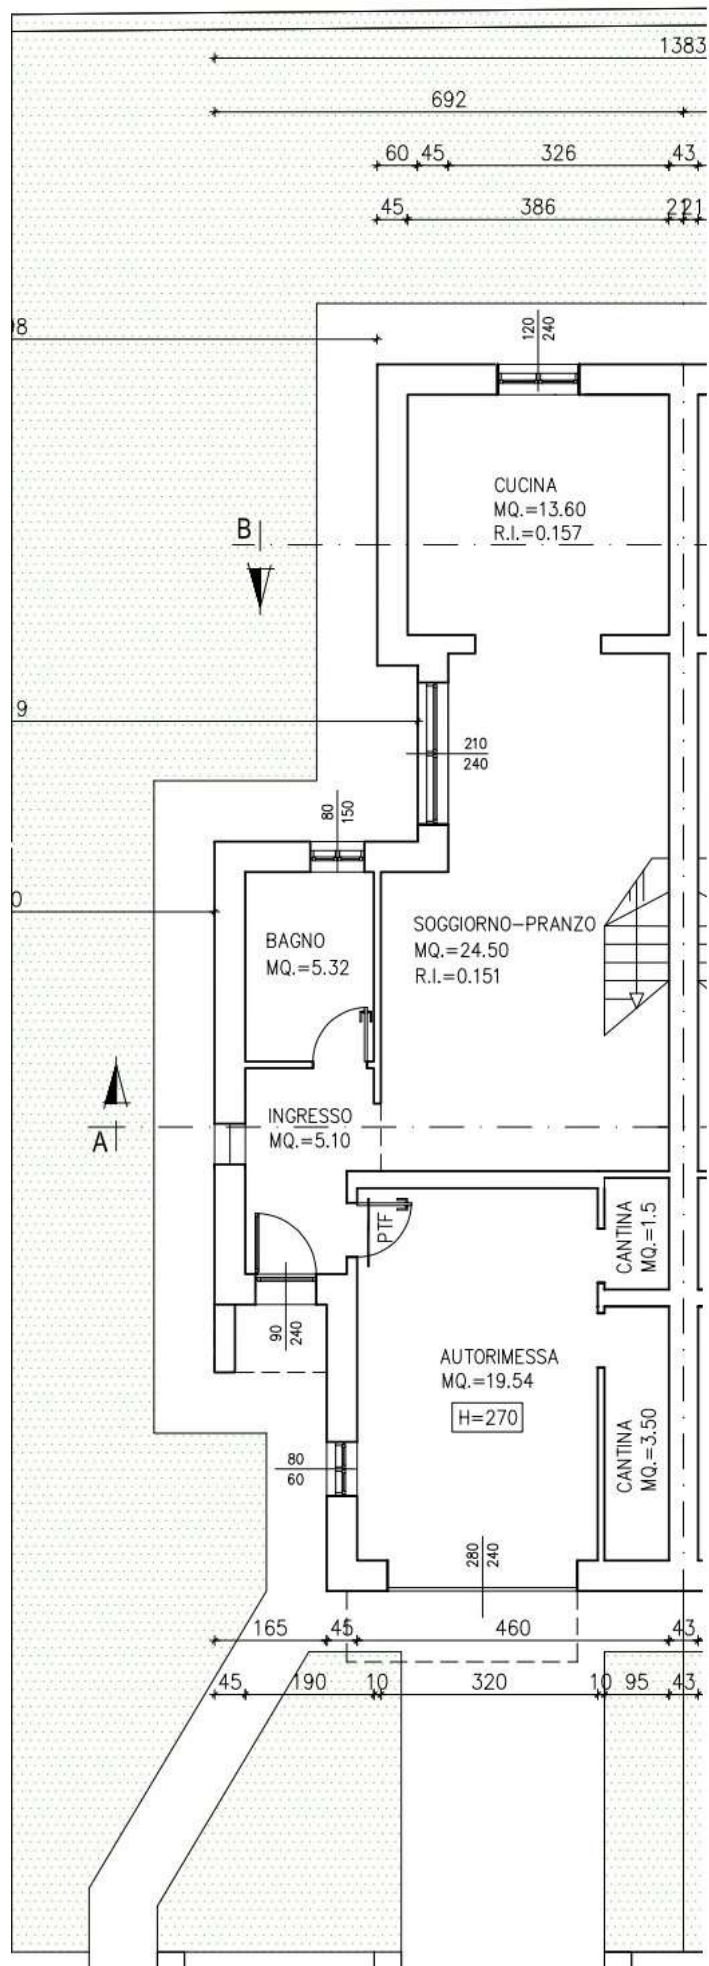 1383
692
60 45 326 43
45 386 21 21
98
120
240
CUCINA
MQ.=13.60
R.I.=0.157
B
9
210
240
80
150
0
BAGNO
MQ.=5.32
SOGGIORNO-PRANZO
MQ.=24.50
R.I.=0.151
INGRESSO
MQ.=5.10
A
PTF
CANTINA
MQ.=1.5
90
240
AUTORIMESSA
MQ.=19.54
H=270
CANTINA
MQ.=3.50
80
60
280
240
165 45 460 43
45 190 10 320 10 95 43